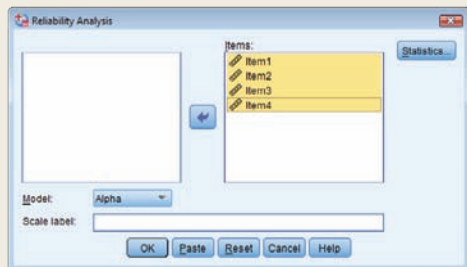 Reliability Analysis
Items:
Statistics...
Item1
Item2
Item3
Item4
Model:
Alpha
Scale label:
OK
Paste
Reset
Cancel
Help